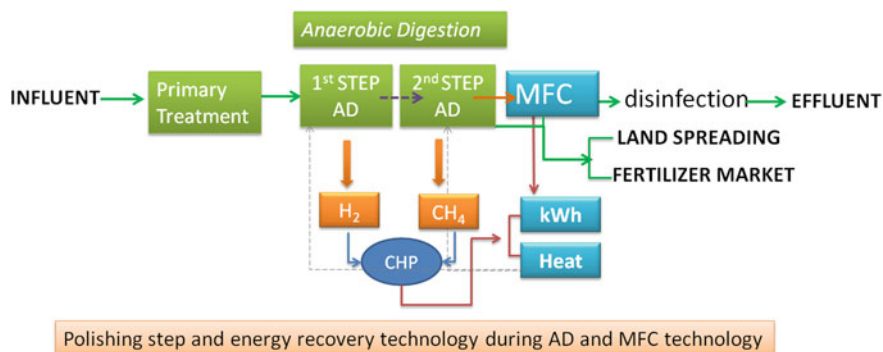 Anaerobic Digestion
INFLUENT
Primary
Treatment
1st STEP
AD
2nd STEP
AD
MFC
disinfection
EFFLUENT
LAND SPREADING
FERTILIZER MARKET
H2
CH4
kWh
CHP
Heat
Polishing step and energy recovery technology during AD and MFC technology